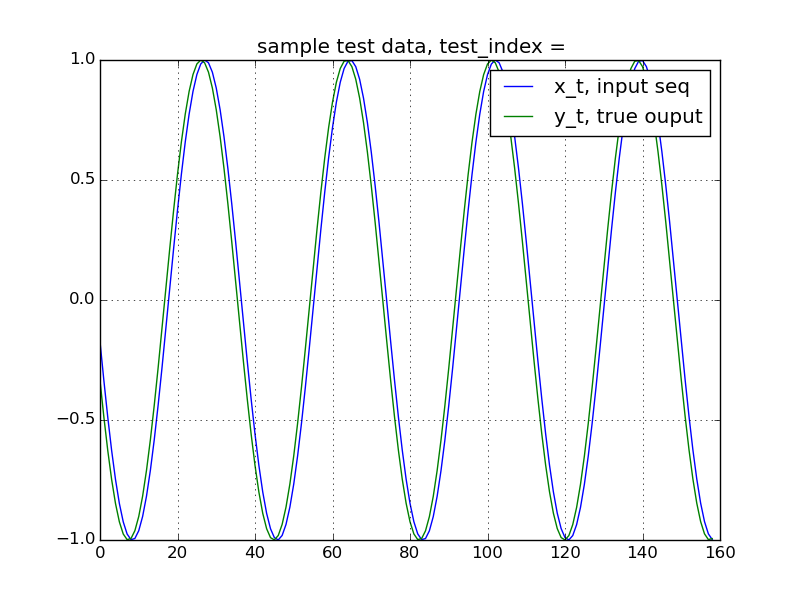 sample test data, test_index =
x_t, input seq
y_t, true ouput
1.0
0.5
0.0
−0.5
−1.0
0 20 40 60 80 100 120 140 160